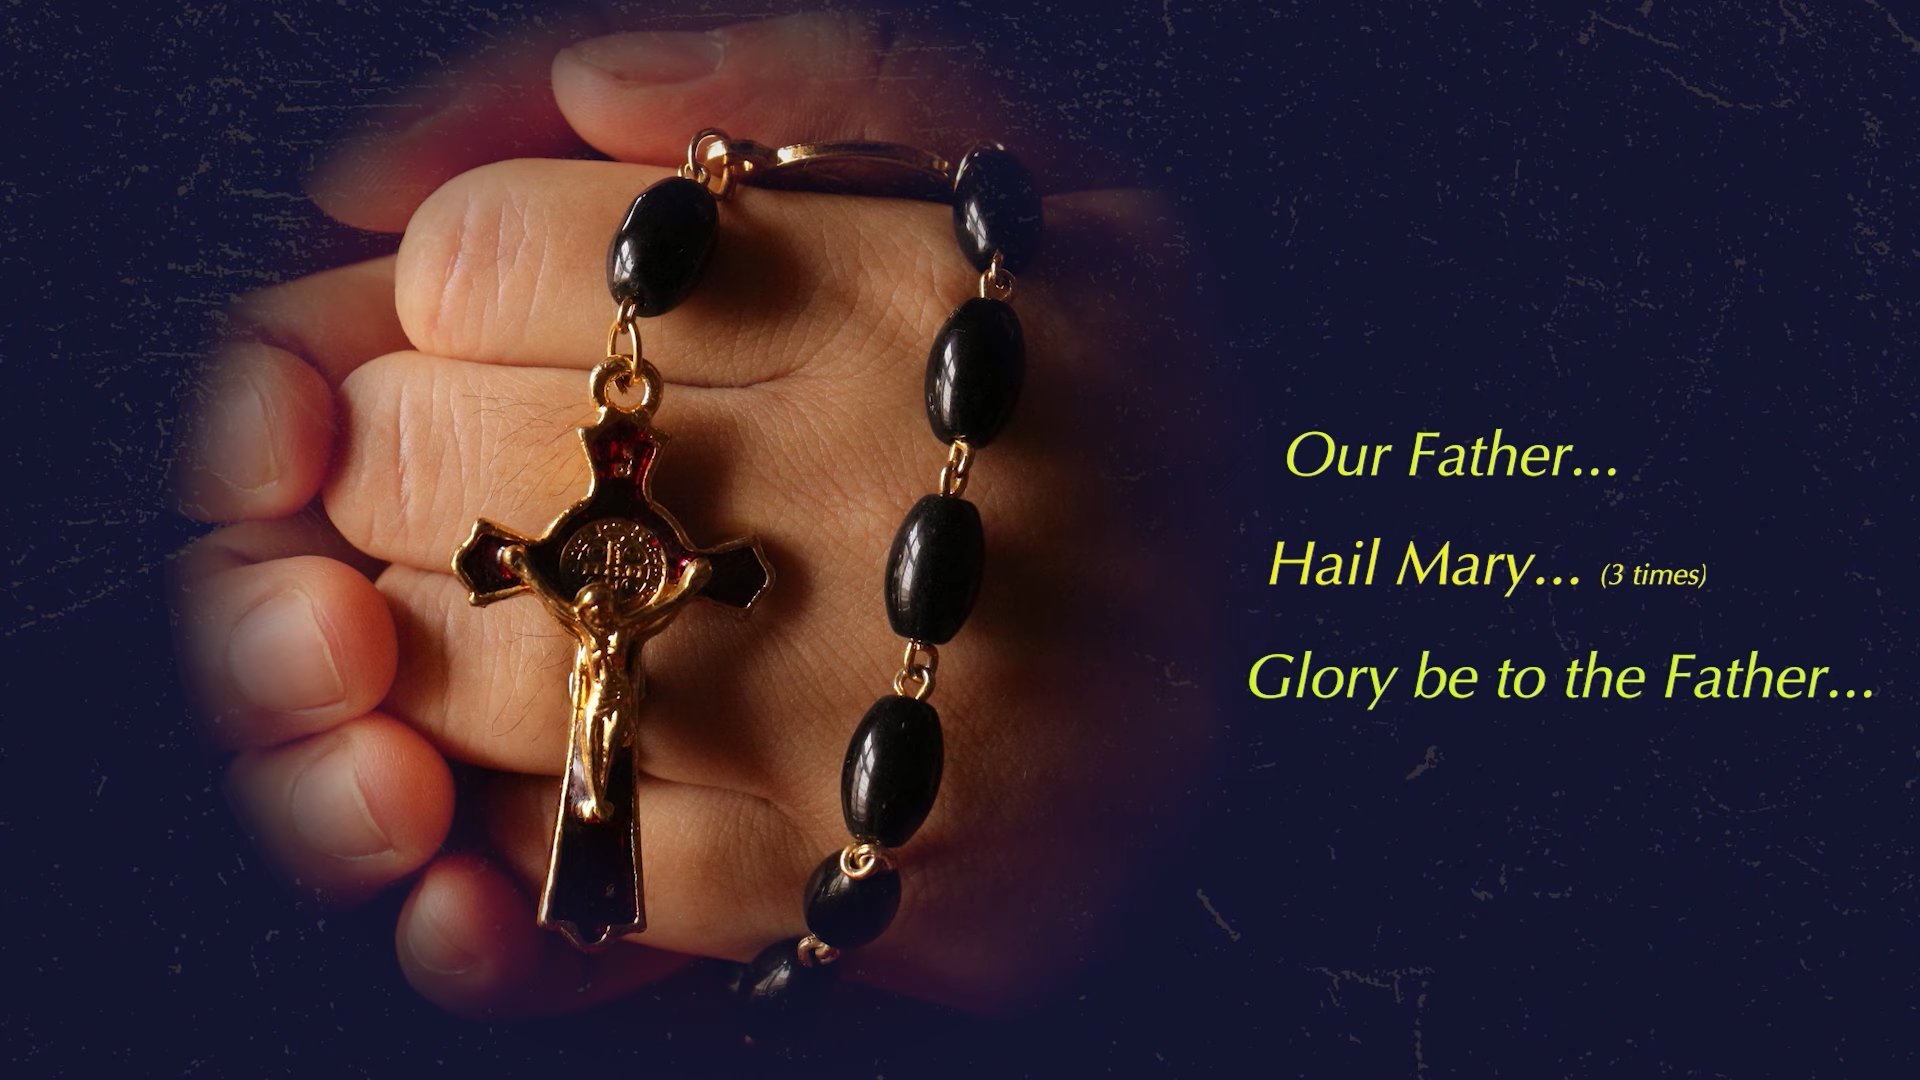 Our Father...
Hail Mary... (3 times)
Glory be to the Father...